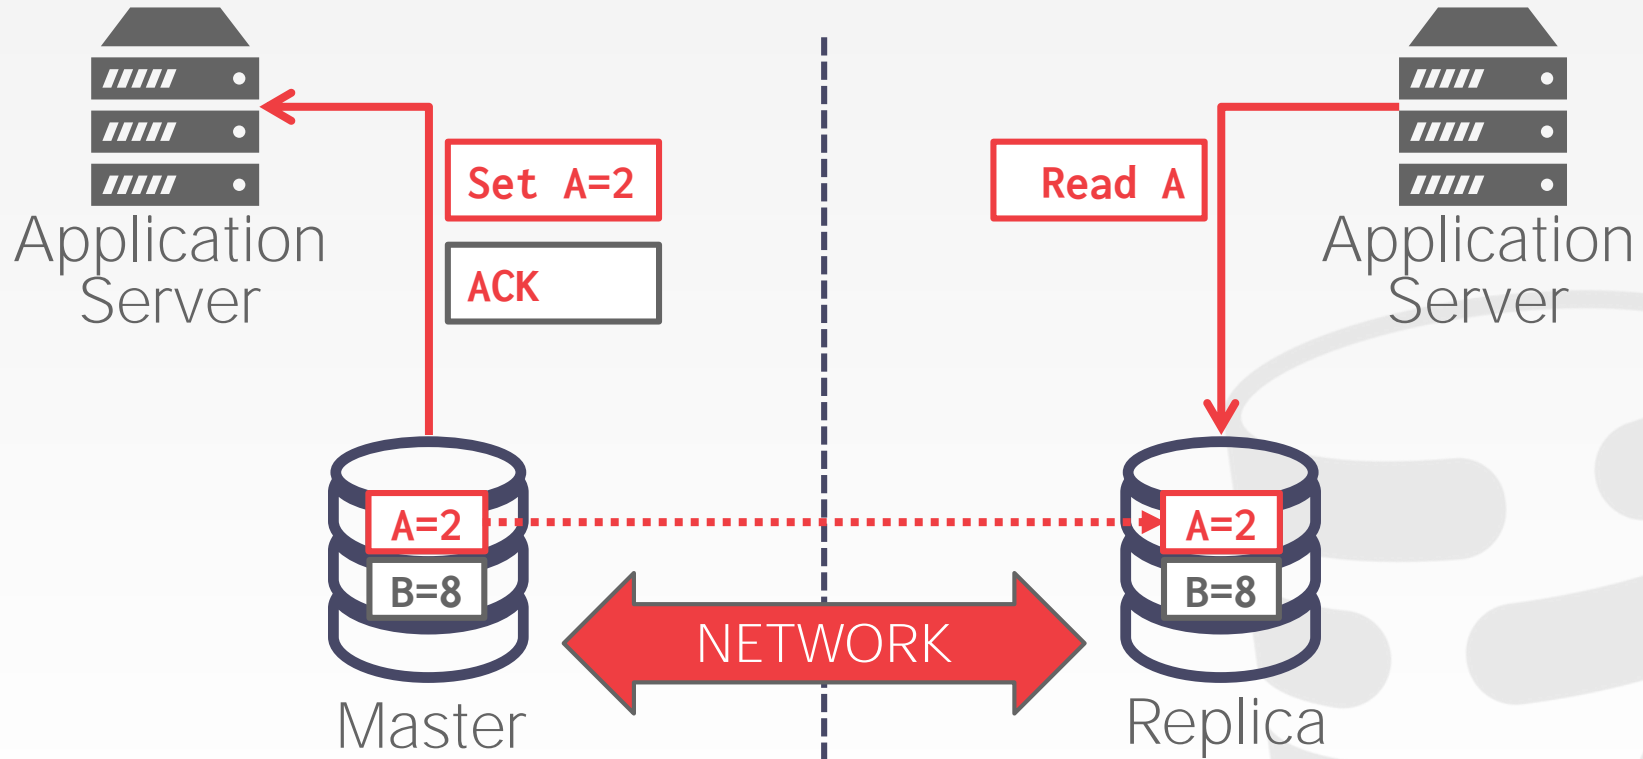 Set A=2
ACK
Read A
Application
Server
Application
Server
A=2
B=8
A=2
B=8
NETWORK
Master
Replica